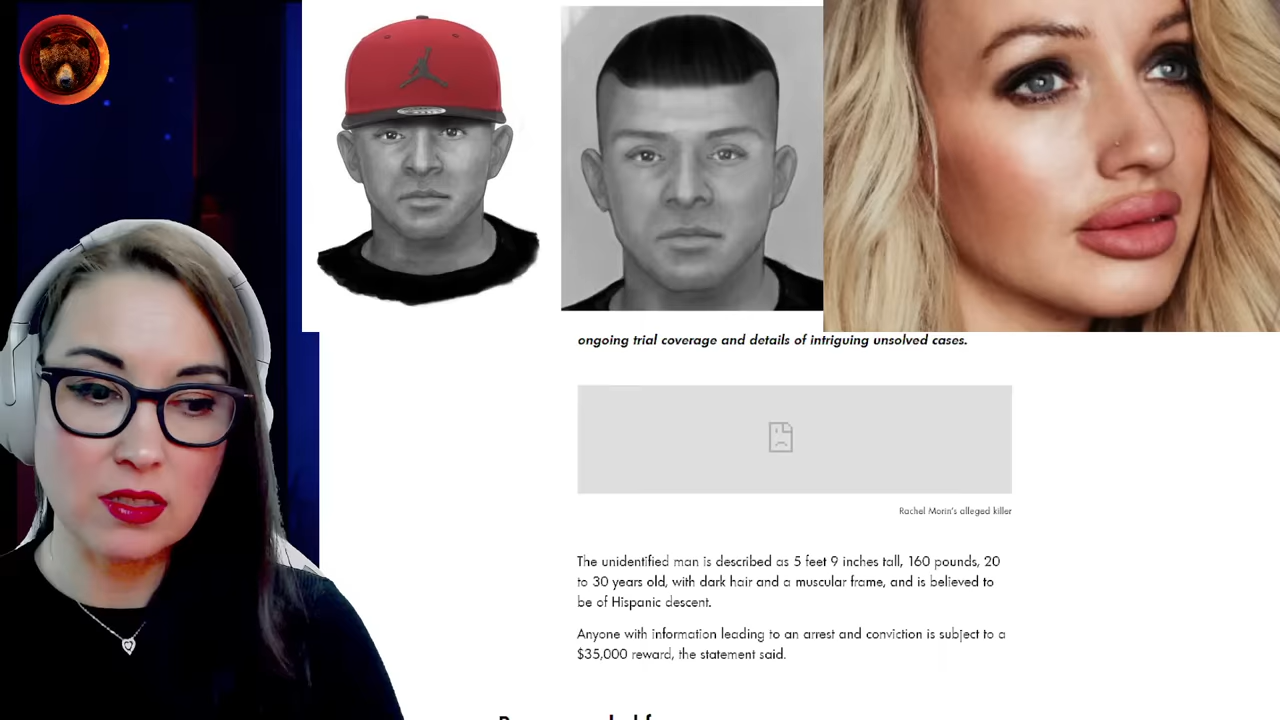 ongoing trial coverage and details of intriguing unsolved cases.
Rachel Morin's alleged killer
The unidentified man is described as 5 feet 9 inches tall, 160 pounds, 20
to 30 years old, with dark hair and a muscular frame, and is believed to
be of Hispanic descent.
Anyone with information leading to an arrest and conviction is subject to a
$35,000 reward, the statement said.